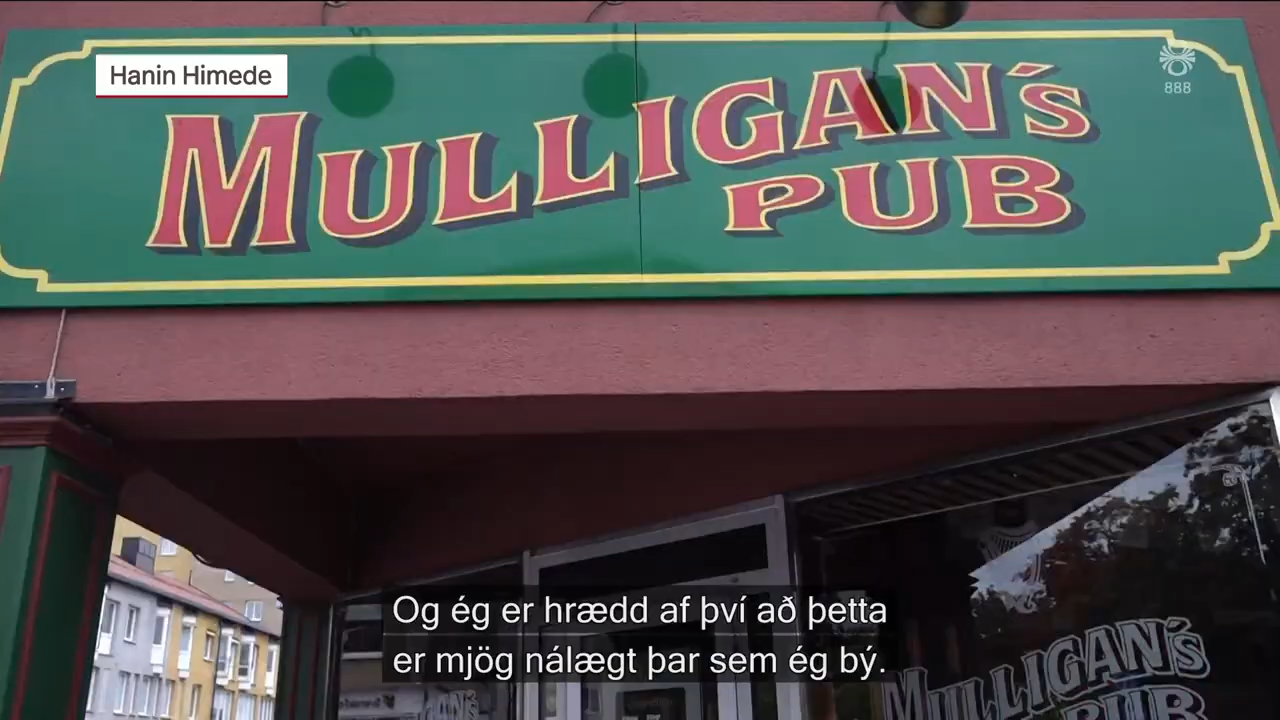 Hanin Himede
888
MULLIGAN'S
PUB
MULLIGAN'S
PUB
Og ég er hrædd af því að þetta
er mjög nálægt þar sem ég bý.